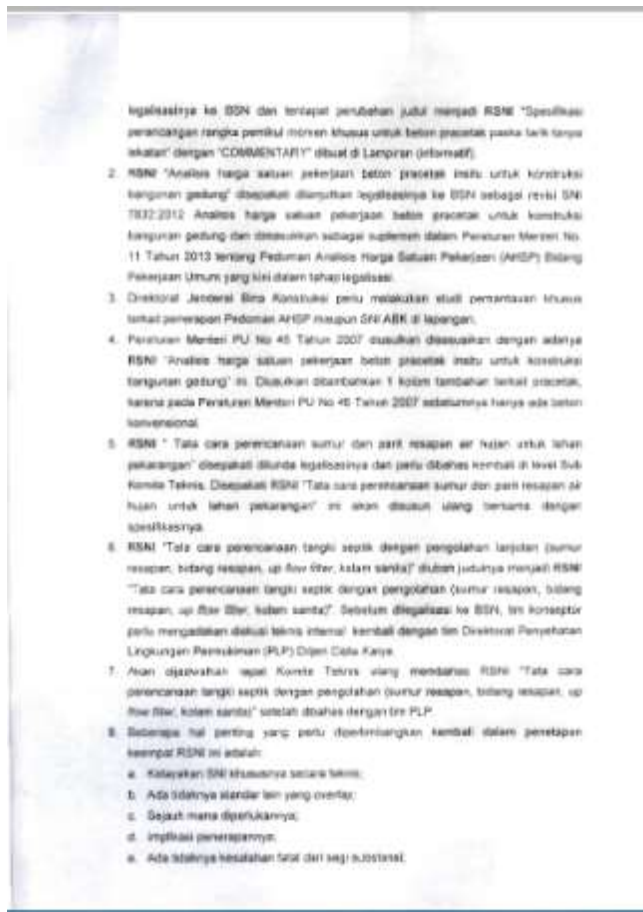 legalisasinya ke BSN dan terdapat perubahan judul menjadi RSNI "Spesifikasi
perancangan rangka pemikul momen khusus untuk beton pracetak paska tarik tanpa
lekatan" dengan "COMMENTARY" dibuat di Lampiran (informatif).
2. RSNI "Analisis harga satuan pekerjaan beton pracetak insitu untuk konstruksi
bangunan gedung" disepakati dilanjutkan legalisasinya ke BSN sebagai revisi SNI
7832:2012 Analisis harga satuan pekerjaan beton pracetak untuk konstruksi
bangunan gedung dan dimasukkan sebagai suplemen dalam Peraturan Menteri No.
11 Tahun 2013 tentang Pedoman Analisis Harga Satuan Pekerjaan (AHSP) Bidang
Pekerjaan Umum yang kini dalam tahap legalisasi.
3. Direktorat Jenderal Bina Konstruksi perlu melakukan studi pemantauan khusus
terkait penerapan Pedoman AHSP maupun SNI ABK di lapangan.
4. Peraturan Menteri PU No 45 Tahun 2007 diusulkan disesuaikan dengan adanya
RSNI "Analisis harga satuan pekerjaan beton pracetak insitu untuk konstruksi
bangunan gedung" ini. Diusulkan ditambahkan 1 kolom tambahan terkait pracetak,
karena pada Peraturan Menteri PU No 45 Tahun 2007 sebelumnya hanya ada beton
konvensional.
5. RSNI " Tata cara perencanaan sumur dan parit resapan air hujan untuk lahan
pekarangan" disepakati ditunda legalisasinya dan perlu dibahas kembali di level Sub
Komite Teknis. Disepakati RSNI "Tata cara perencanaan sumur dan parit resapan air
hujan untuk lahan pekarangan" ini akan disusun ulang bersama dengan
spesifikasinya.
6. RSNI "Tata cara perencanaan tangki septik dengan pengolahan lanjutan (sumur
resapan, bidang resapan, up flow filter, kolam sanita)" diubah judulnya menjadi RSNI
"Tata cara perencanaan tangki septik dengan pengolahan (sumur resapan, bidang
resapan, up flow filter, kolam sanita)". Sebelum dilegalisasi ke BSN, tim konseptor
perlu mengadakan diskusi teknis internal kembali dengan tim Direktorat Penyehatan
Lingkungan Permukiman (PLP) Ditjen Cipta Karya.
7. Akan dijadwalkan rapat Komite Teknis ulang membahas RSNI "Tata cara
perencanaan tangki septik dengan pengolahan (sumur resapan, bidang resapan, up
flow filter, kolam sanita)" setelah dibahas dengan tim PLP.
8. Beberapa hal penting yang perlu dipertimbangkan kembali dalam penetapan
keempat RSNI ini adalah:
a. Kelayakan SNI khususnya secara teknis;
b. Ada tidaknya standar lain yang overlap;
c. Sejauh mana diperlukannya;
d. Implikasi penerapannya;
e. Ada tidaknya kesalahan fatal dari segi substansi;